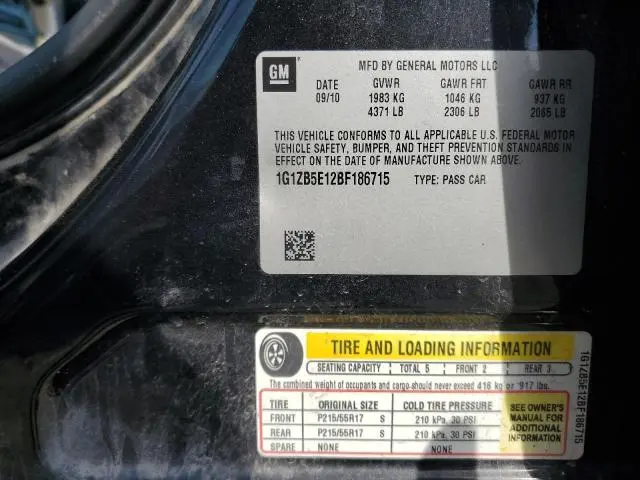 GM
MFD BY GENERAL MOTORS LLC
DATE GVWR GAWR FRT GAWR RR
09/10 1983 KG 1046 KG 937 KG
4371 LB 2306 LB 2065 LB
THIS VEHICLE CONFORMS TO ALL APPLICABLE U.S. FEDERAL MOTOR
VEHICLE SAFETY, BUMPER, AND THEFT PREVENTION STANDARDS IN
EFFECT ON THE DATE OF MANUFACTURE SHOWN ABOVE.
1G1ZB5E12BF186715 TYPE: PASS CAR
TIRE AND LOADING INFORMATION
SEATING CAPACITY TOTAL 5 FRONT 2 REAR 3
The combined weight of occupants and cargo should never exceed 416 kg or 917 lbs.
TIRE ORIGINAL SIZE COLD TIRE PRESSURE
FRONT P215/55R17 S 210 kPa, 30 PSI
REAR P215/55R17 S 210 kPa, 30 PSI
SPARE NONE NONE
SEE OWNER'S
MANUAL FOR
ADDITIONAL
INFORMATION
1G1ZB5E12BF186715